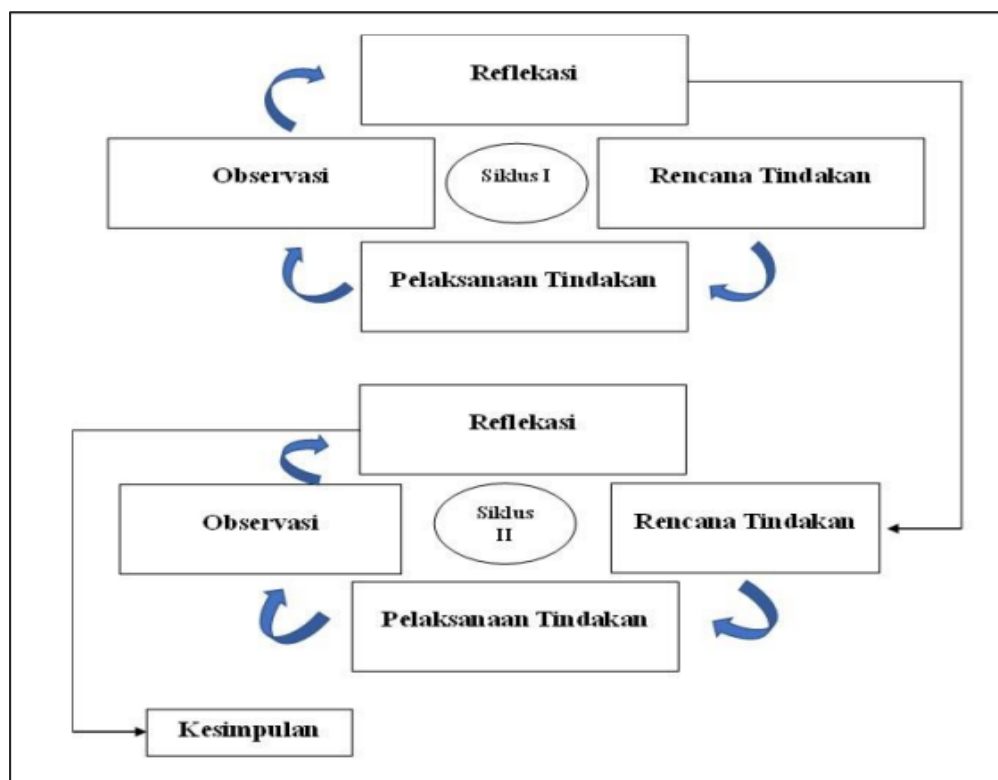 Reflekasi
Observasi
Siklus I
Rencana Tindakan
Pelaksanaan Tindakan
Reflekasi
Observasi
Siklus
II
Rencana Tindakan
Pelaksanaan Tindakan
Kesimpulan